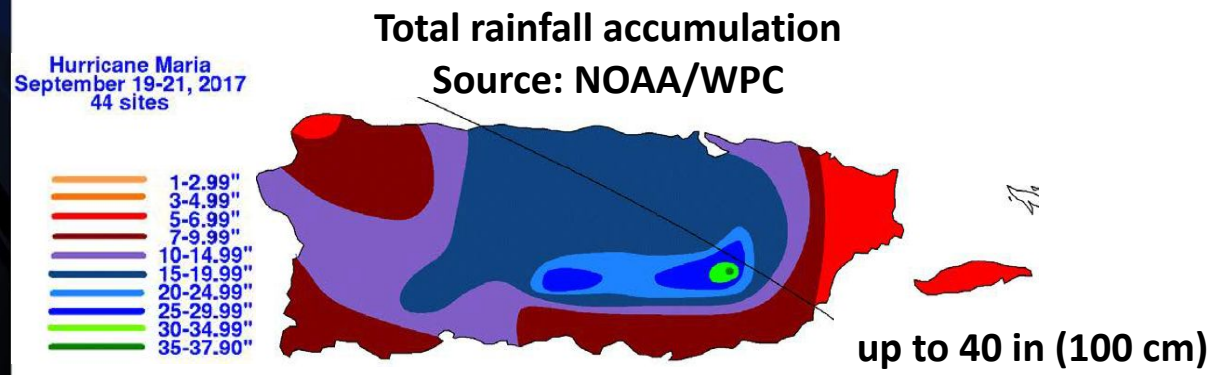 Total rainfall accumulation
Source: NOAA/WPC
Hurricane Maria
September 19-21, 2017
44 sites
1-2.99"
3-4.99"
5-6.99"
7-9.99"
10-14.99"
15-19.99"
20-24.99"
25-29.99"
30-34.99"
35-37.90"
up to 40 in (100 cm)